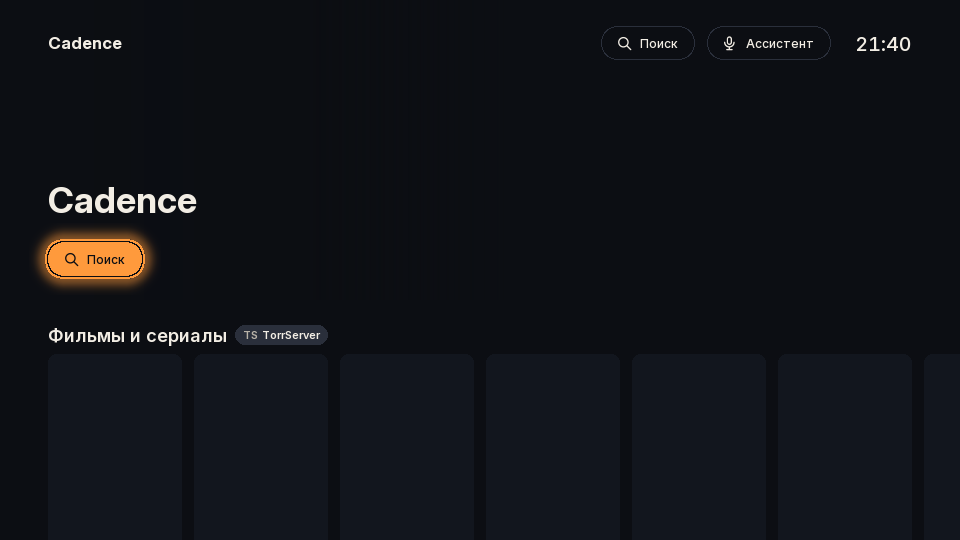 Cadence
Поиск
Ассистент
21:40
Cadence
Поиск
Фильмы и сериалы
TS TorrServer